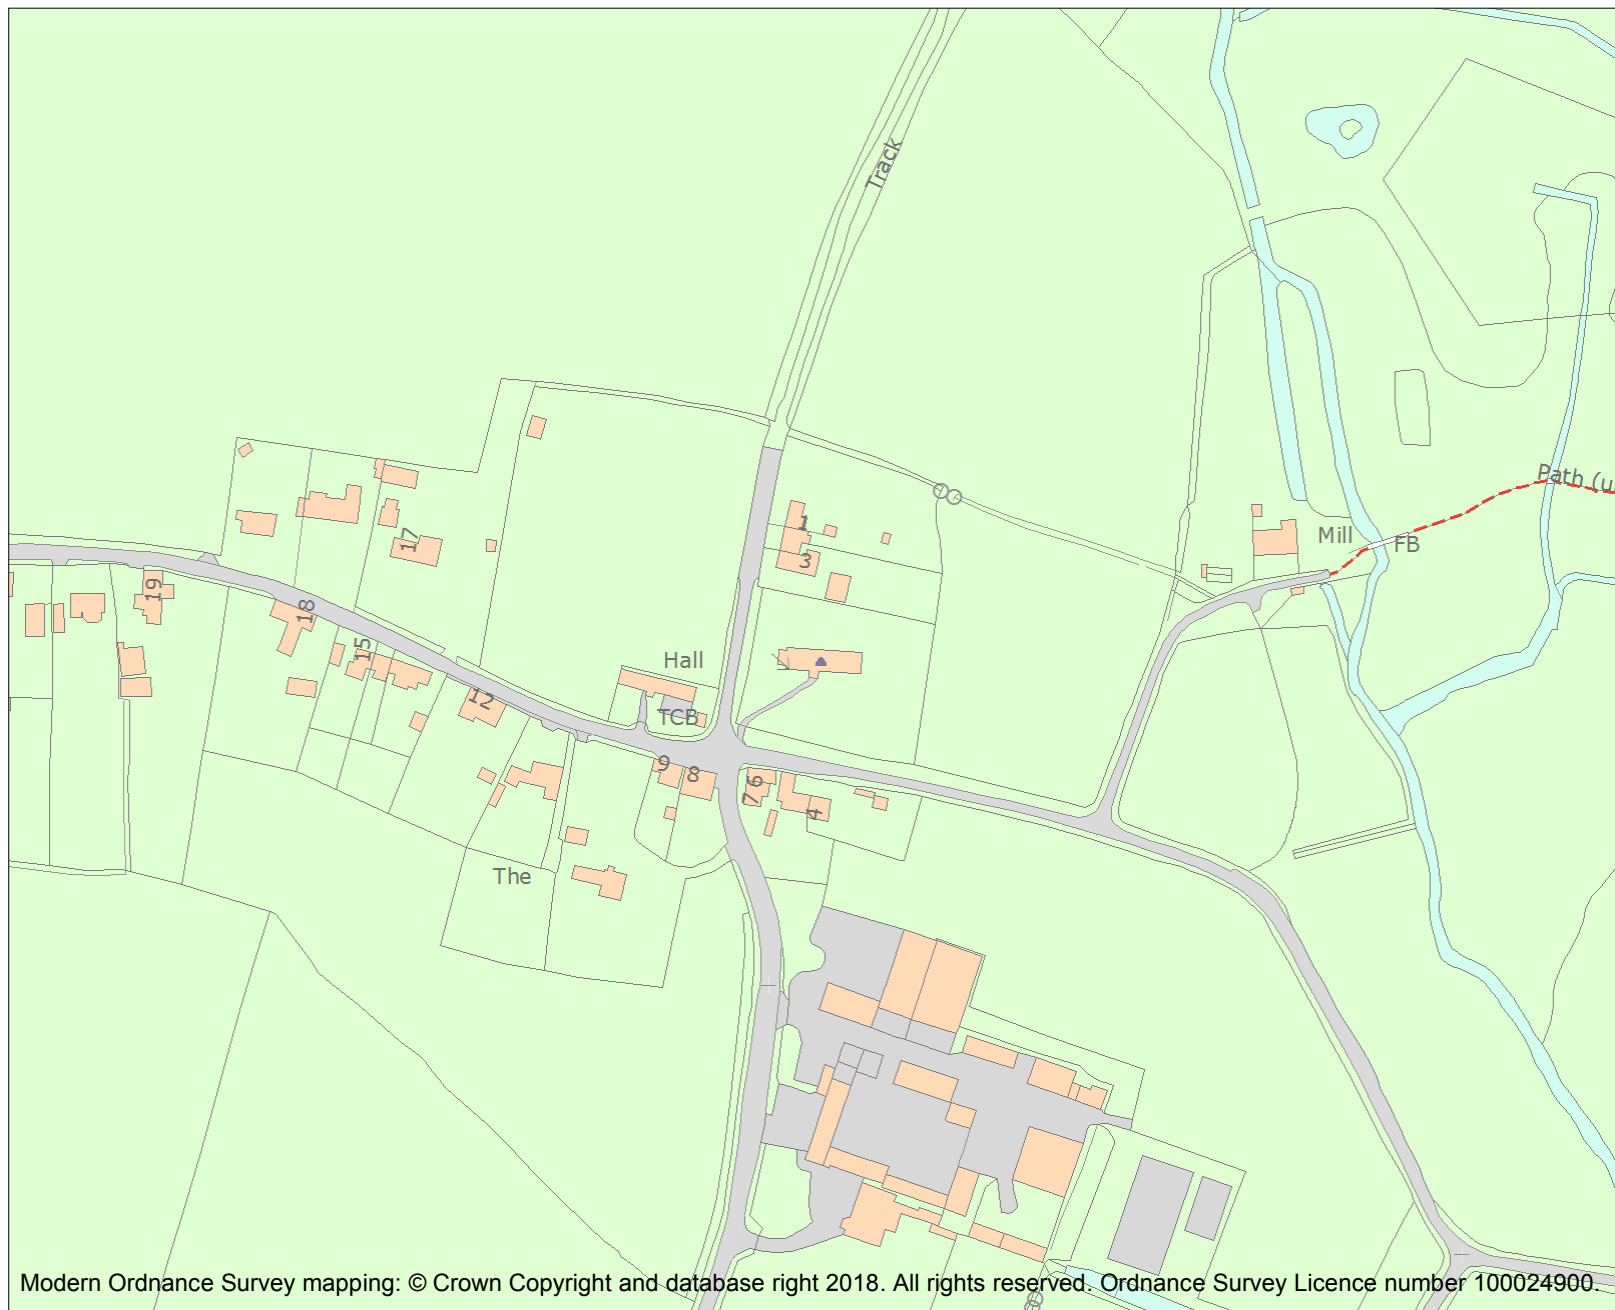 Track
Path (u
1
Mill
FB
17
3
19
18
15
Hall
12
TCB
9
8
7 6
4
The
Modern Ordnance Survey mapping: © Crown Copyright and database right 2018. All rights reserved. Ordnance Survey Licence number 100024900.